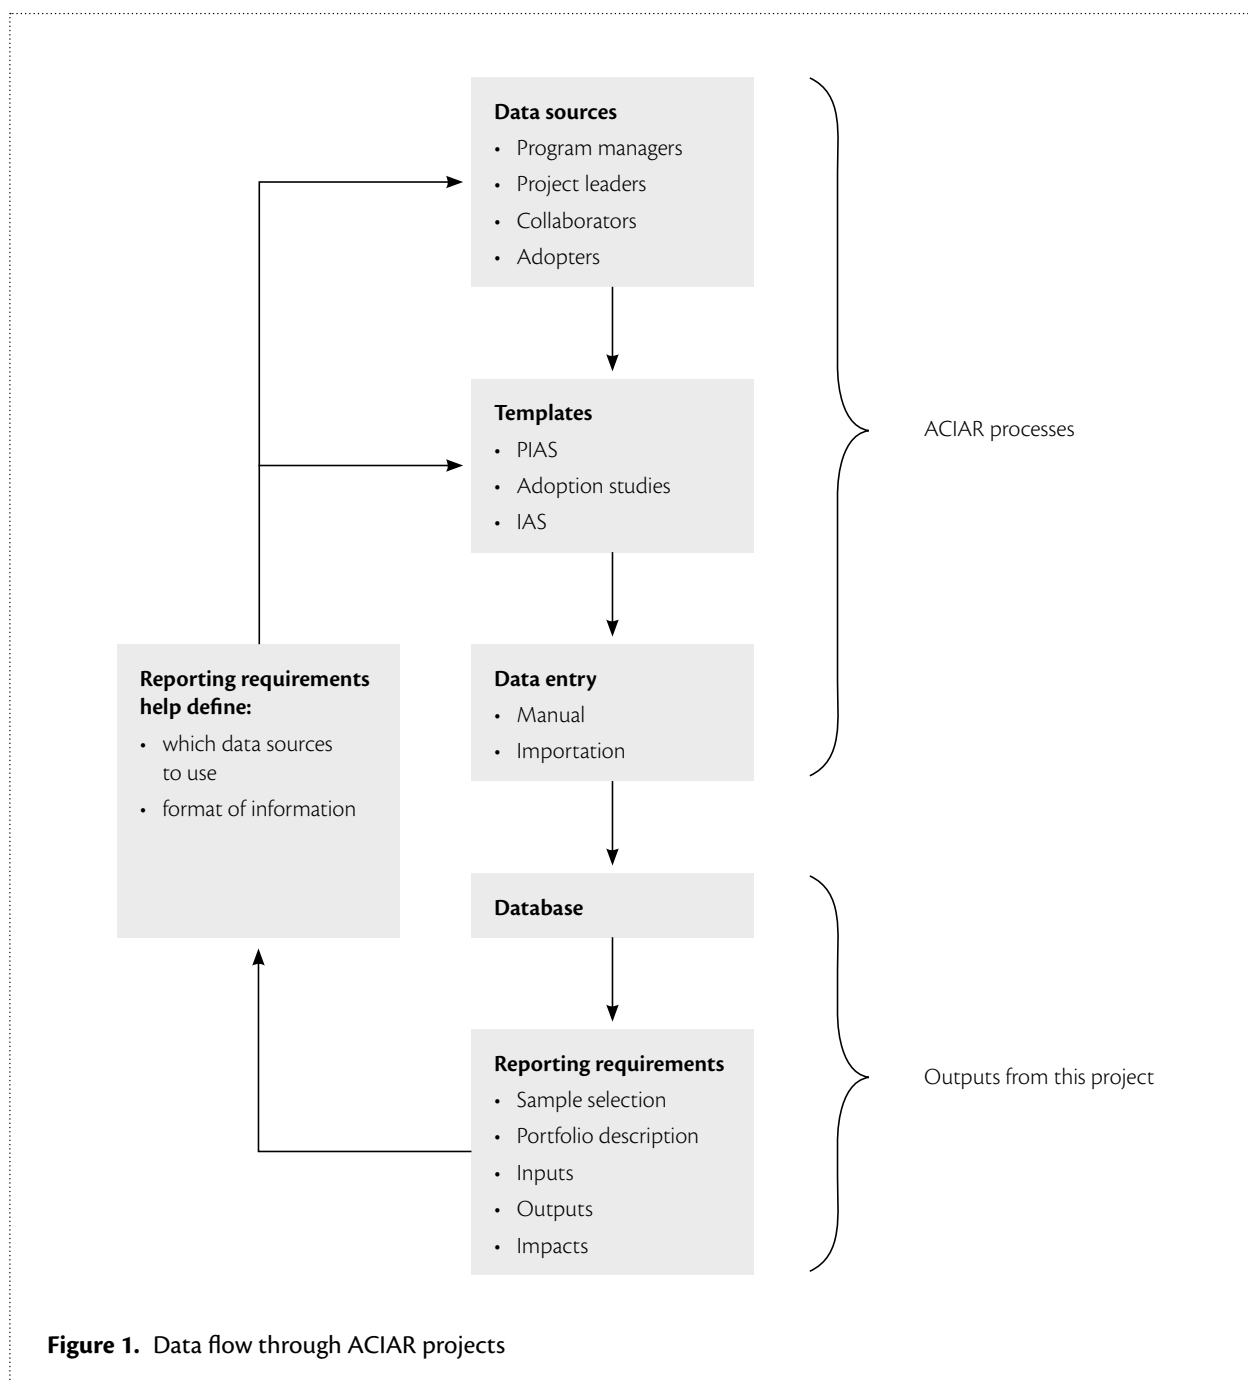 Data sources
• Program managers
• Project leaders
• Collaborators
• Adopters
ACIAR processes
Templates
• PIAS
• Adoption studies
• IAS
Reporting requirements
help define:
• which data sources
to use
• format of information
Data entry
• Manual
• Importation
Database
Reporting requirements
• Sample selection
• Portfolio description
• Inputs
• Outputs
• Impacts
Outputs from this project
Figure 1. Data flow through ACIAR projects